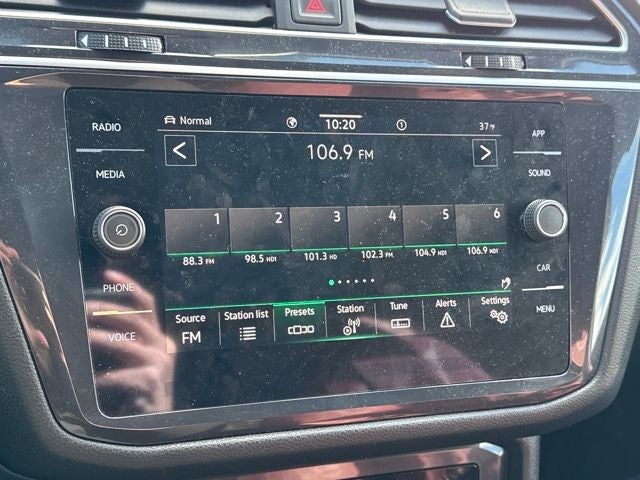 RADIO
MEDIA
PHONE
VOICE
Normal 10:20 1 37°F
< 106.9 FM >
1 2 3 4 5 6
88.3 FM 98.5 HD1 101.3 HD 102.3 FM 104.9 HD1 106.9 HD1
Source Station list Presets Station Tune Alerts Settings
FM
APP
SOUND
CAR
MENU